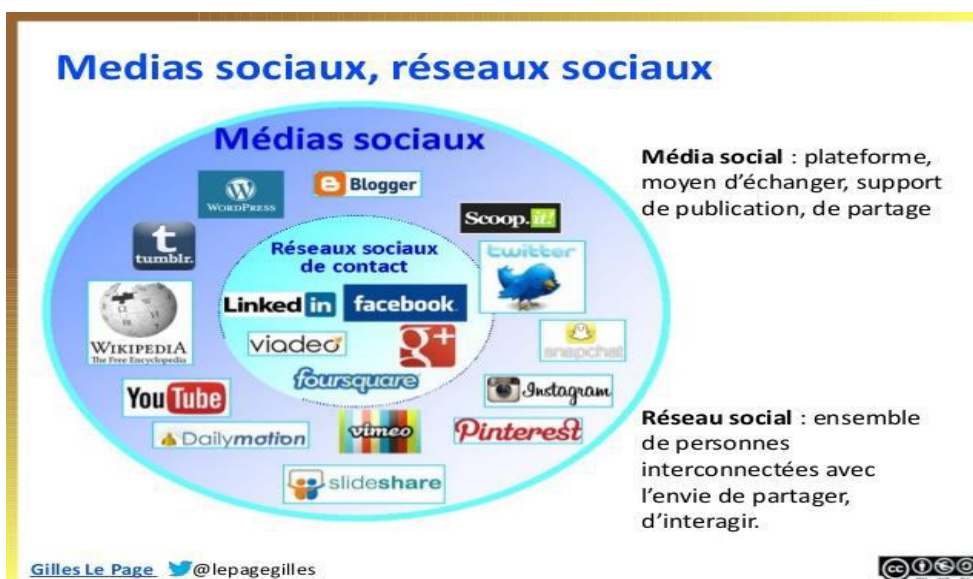 Medias sociaux, réseaux sociaux
Médias sociaux
WORDPRESS
Blogger
Scoop.it!
tumblr.
twitter
Réseaux sociaux
de contact
Linked in
facebook
WIKIPEDIA
The Free Encyclopedia
viadeo
g+
snapchat
foursquare
YouTube
Instagram
Dailymotion
vimeo
Pinterest
slideshare
Média social : plateforme,
moyen d'échanger, support
de publication, de partage
Réseau social : ensemble
de personnes
interconnectées avec
l'envie de partager,
d'interagir.
Gilles Le Page @lepagegilles
cc